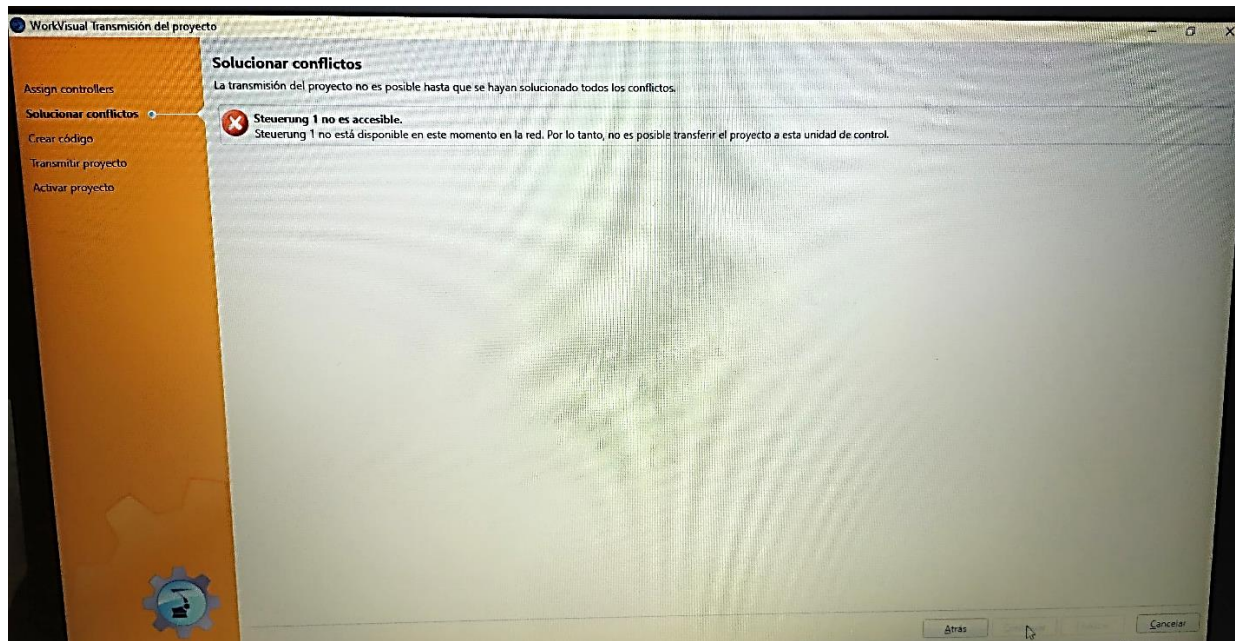 WorkVisual Transmisión del proyecto
Solucionar conflictos
La transmisión del proyecto no es posible hasta que se hayan solucionado todos los conflictos.
Assign controllers
Solucionar conflictos
Crear código
Transmitir proyecto
Activar proyecto
Steuerung 1 no es accesible.
Steuerung 1 no está disponible en este momento en la red. Por lo tanto, no es posible transferir el proyecto a esta unidad de control.
Atrás
Cancelar